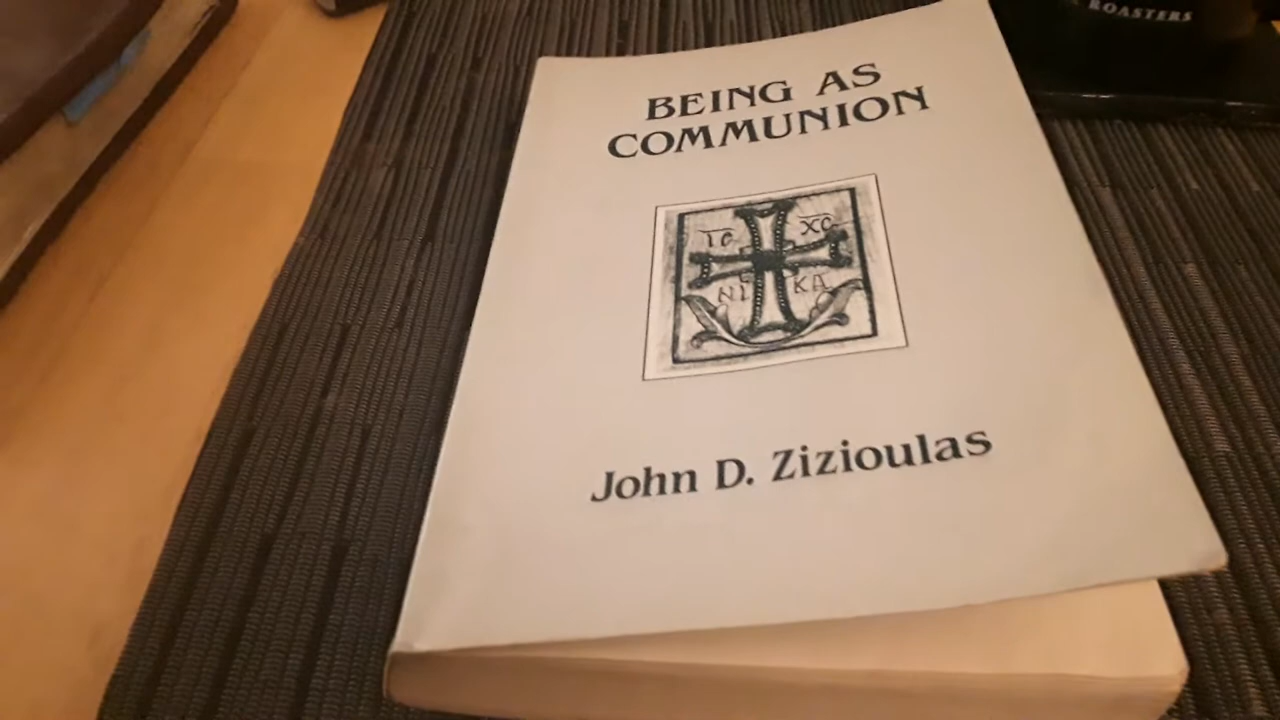 ROASTERS
BEING AS
COMMUNION
IC XC
NI KA
John D. Zizioulas